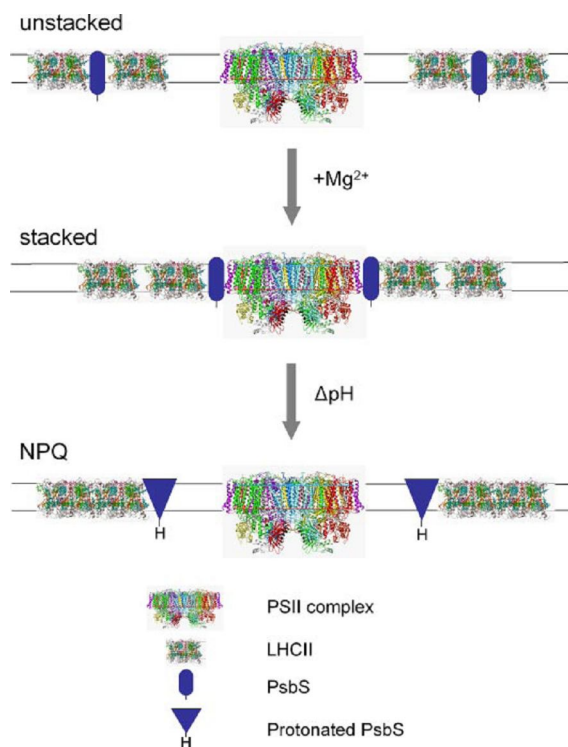 unstacked
+Mg²⁺
stacked
ΔpH
NPQ
H H
PSII complex
LHCII
PsbS
Protonated PsbS
H